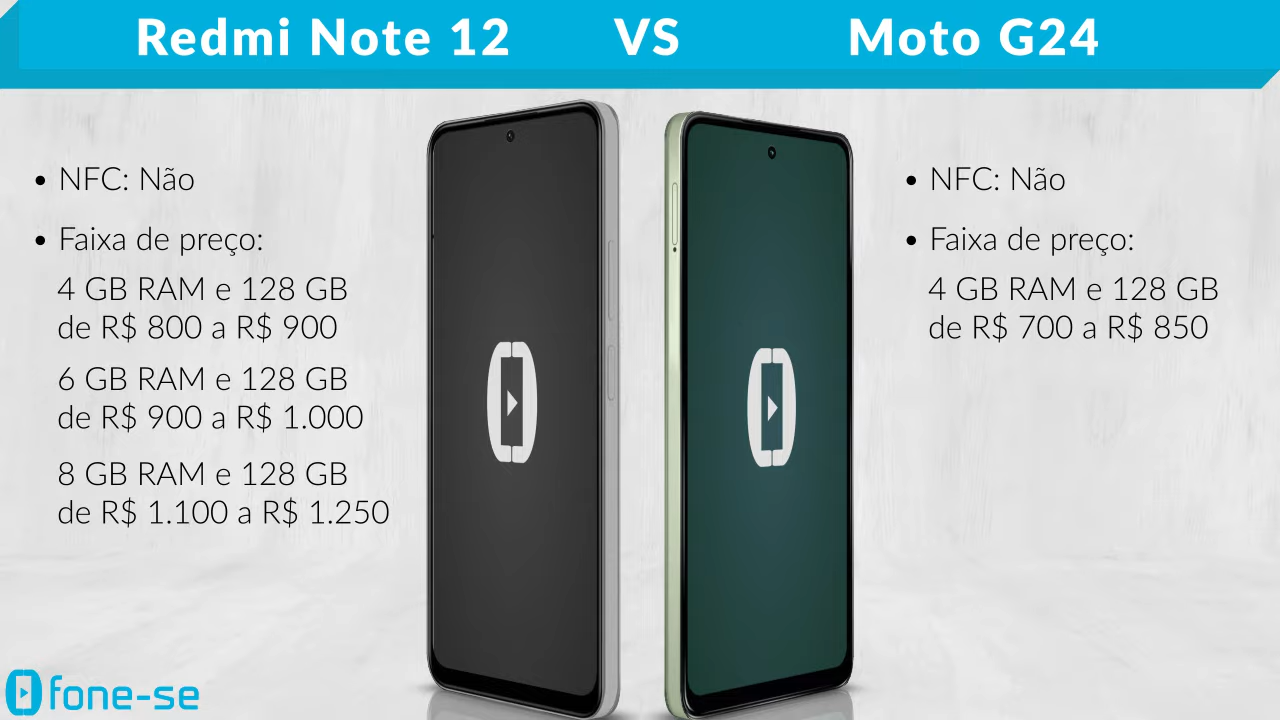 Redmi Note 12 VS Moto G24
• NFC: Não
• Faixa de preço:
4 GB RAM e 128 GB
de R$ 800 a R$ 900
6 GB RAM e 128 GB
de R$ 900 a R$ 1.000
8 GB RAM e 128 GB
de R$ 1.100 a R$ 1.250
• NFC: Não
• Faixa de preço:
4 GB RAM e 128 GB
de R$ 700 a R$ 850
fone-se